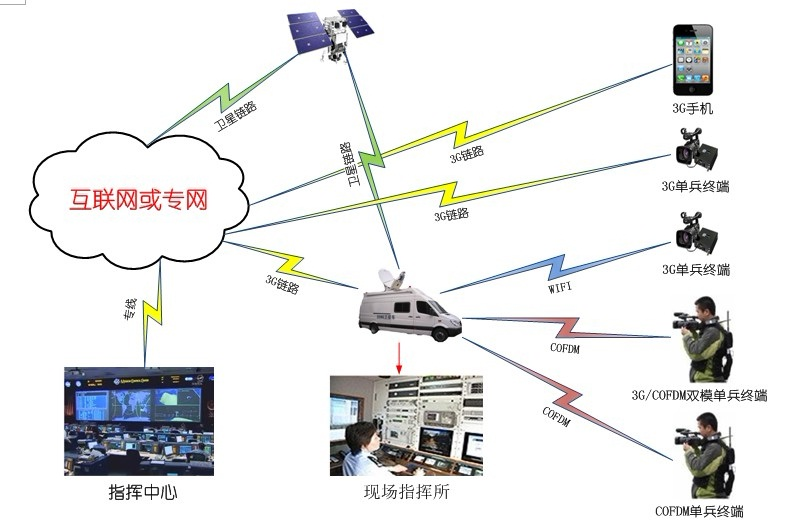 卫星链路
3G手机
卫星链路
3G链路
3G单兵终端
互联网或专网
3G链路
3G单兵终端
3G链路
WIFI
专线
COFDM
3G/COFDM双模单兵终端
COFDM
指挥中心
现场指挥所
COFDM单兵终端